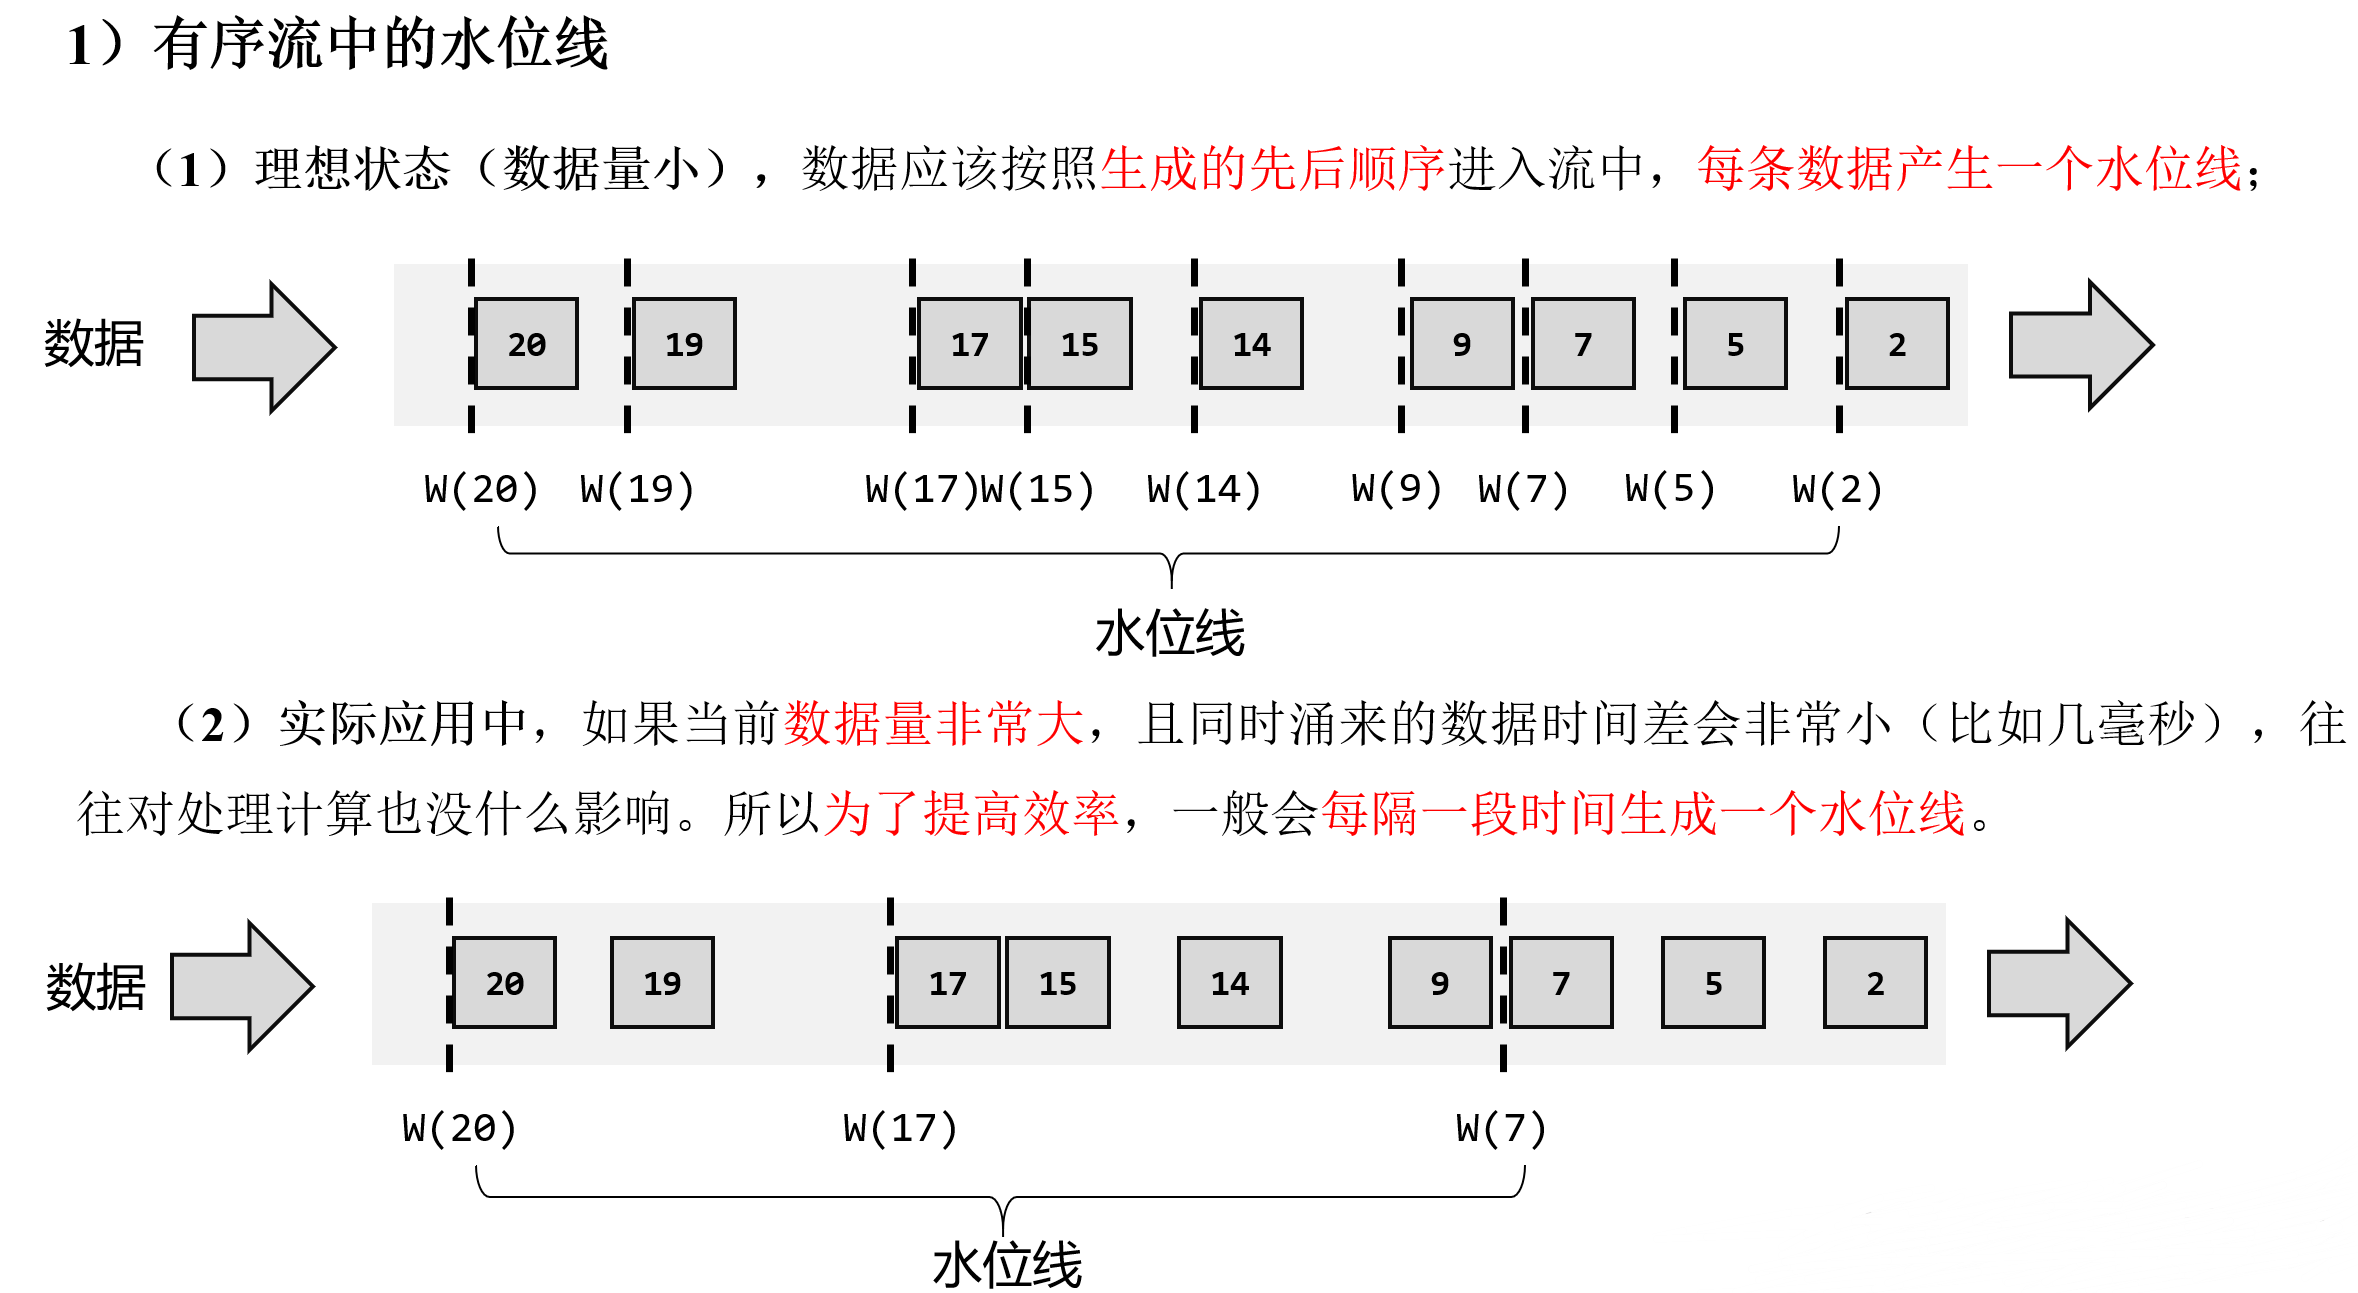 1）有序流中的水位线
（1）理想状态（数据量小），数据应该按照生成的先后顺序进入流中，每条数据产生一个水位线；
数据 20 19 17 15 14 9 7 5 2
W(20) W(19) W(17) W(15) W(14) W(9) W(7) W(5) W(2)
水位线
（2）实际应用中，如果当前数据量非常大，且同时涌来的数据时间差会非常小（比如几毫秒），往
往对处理计算也没什么影响。所以为了提高效率，一般会每隔一段时间生成一个水位线。
数据 20 19 17 15 14 9 7 5 2
W(20) W(17) W(7)
水位线